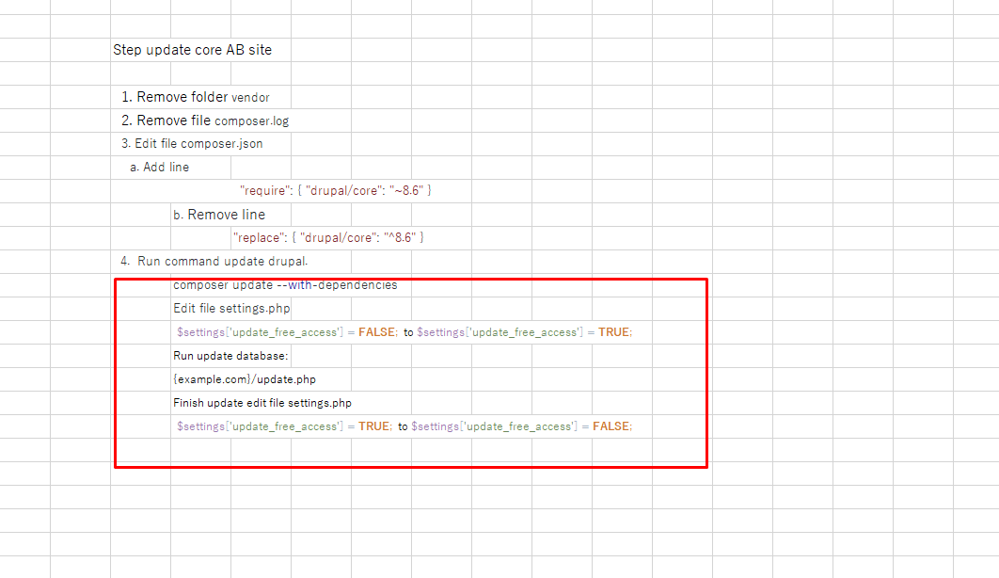 Step update core AB site
1. Remove folder vendor
2. Remove file composer.log
3. Edit file composer.json
a. Add line
"require": { "drupal/core": "~8.6" }
b. Remove line
"replace": { "drupal/core": "^8.6" }
4. Run command update drupal.
composer update --with-dependencies
Edit file settings.php
$settings['update_free_access'] = FALSE; to $settings['update_free_access'] = TRUE;
Run update database:
{example.com}/update.php
Finish update edit file settings.php
$settings['update_free_access'] = TRUE; to $settings['update_free_access'] = FALSE;